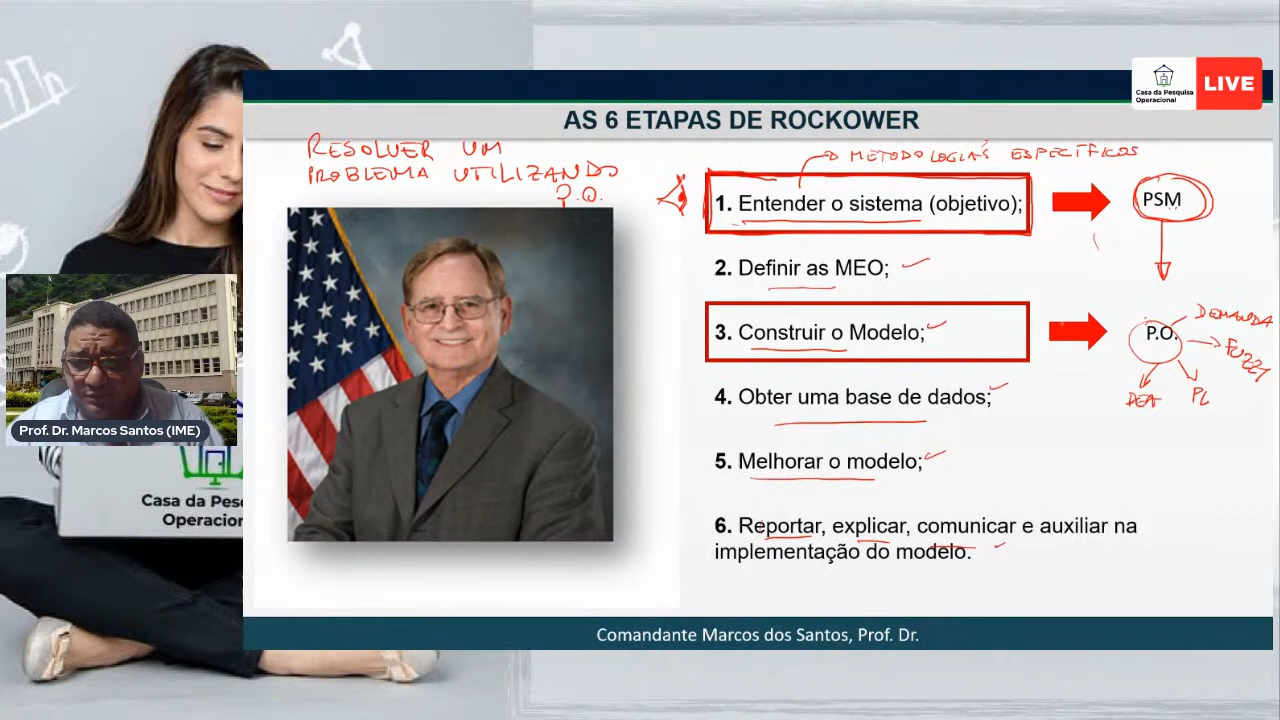 Casa da Pesquisa
Operacional
LIVE
AS 6 ETAPAS DE ROCKOWER
RESOLVER UM
PROBLEMA UTILIZANDO
P.O.
METODOLOGIAS ESPECÍFICOS
1. Entender o sistema (objetivo);
PSM
2. Definir as MEO;
3. Construir o Modelo;
P.O.
DEMANDA
FUZZY
DEA
PL
4. Obter uma base de dados;
5. Melhorar o modelo;
6. Reportar, explicar, comunicar e auxiliar na
implementação do modelo.
Prof. Dr. Marcos Santos (IME)
Casa da Pesq
Operacion
Comandante Marcos dos Santos, Prof. Dr.